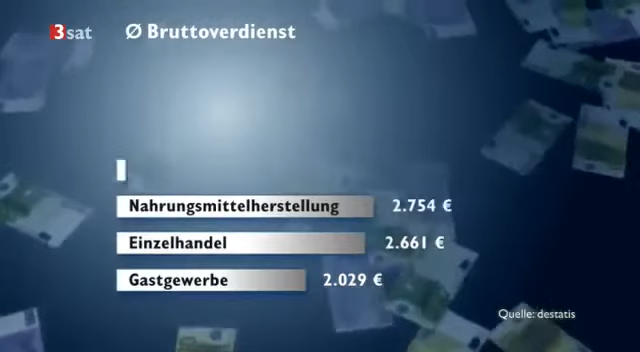 3sat
Ø Bruttoverdienst
Nahrungsmittelherstellung 2.754 €
Einzelhandel 2.661 €
Gastgewerbe 2.029 €
Quelle: destatis